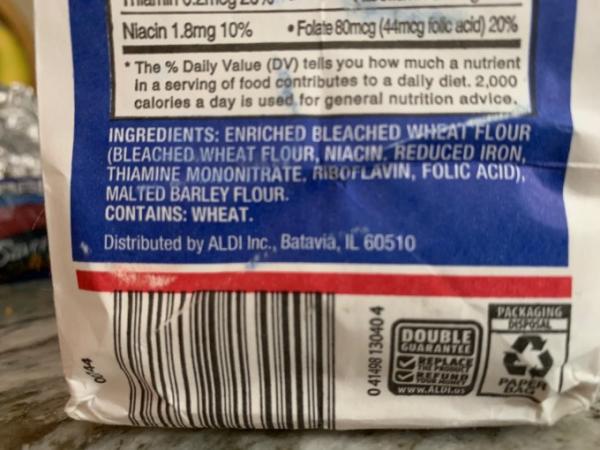 Niacin 1.8mg 10% • Folate 80mcg (44mcg folic acid) 20%
* The % Daily Value (DV) tells you how much a nutrient
in a serving of food contributes to a daily diet. 2,000
calories a day is used for general nutrition advice.
INGREDIENTS: ENRICHED BLEACHED WHEAT FLOUR
(BLEACHED WHEAT FLOUR, NIACIN, REDUCED IRON,
THIAMINE MONONITRATE, RIBOFLAVIN, FOLIC ACID),
MALTED BARLEY FLOUR.
CONTAINS: WHEAT.
Distributed by ALDI Inc., Batavia, IL 60510
0 41498 13040 4
DOUBLE
GUARANTEE
REPLACE
THE PRODUCT
REFUND
YOUR MONEY
WWW.ALDI.US
PACKAGING
DISPOSAL
PAPER
BAG